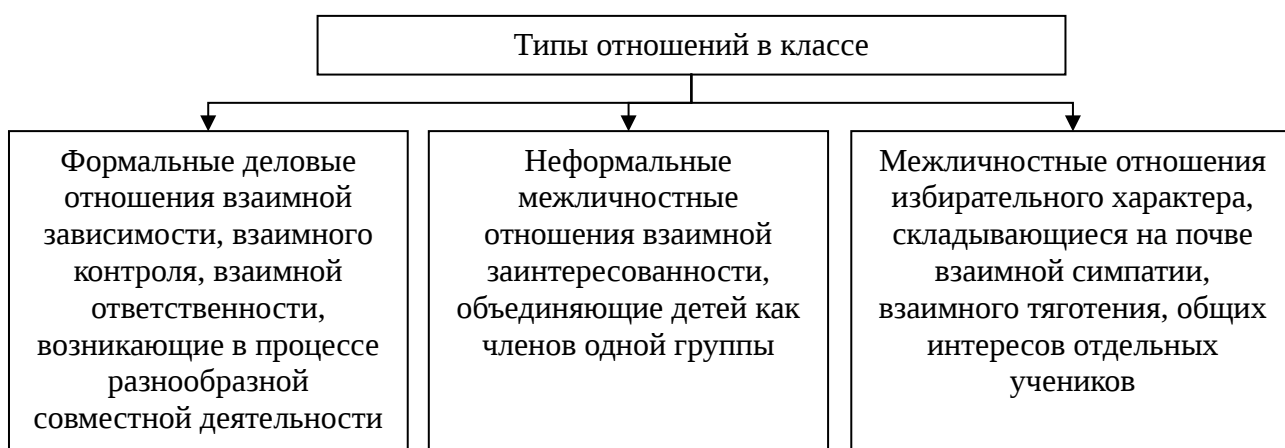 Типы отношений в классе
Формальные деловые
отношения взаимной
зависимости, взаимного
контроля, взаимной
ответственности,
возникающие в процессе
разнообразной
совместной деятельности
Неформальные
межличностные
отношения взаимной
заинтересованности,
объединяющие детей как
членов одной группы
Межличностные отношения
избирательного характера,
складывающиеся на почве
взаимной симпатии,
взаимного тяготения, общих
интересов отдельных
учеников